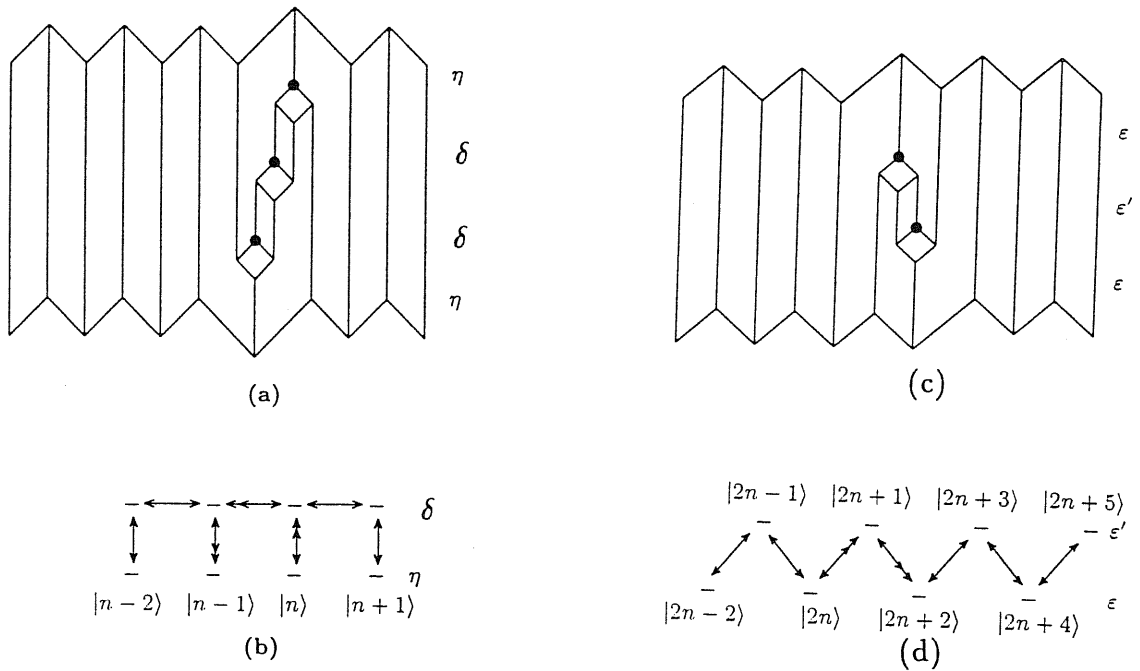 η
δ
δ
η
(a)
ε
ε′
ε
(c)
δ
η
|n − 2⟩ |n − 1⟩ |n⟩ |n + 1⟩
(b)
|2n − 1⟩ |2n + 1⟩ |2n + 3⟩ |2n + 5⟩
ε′
|2n − 2⟩ |2n⟩ |2n + 2⟩ |2n + 4⟩ ε
(d)